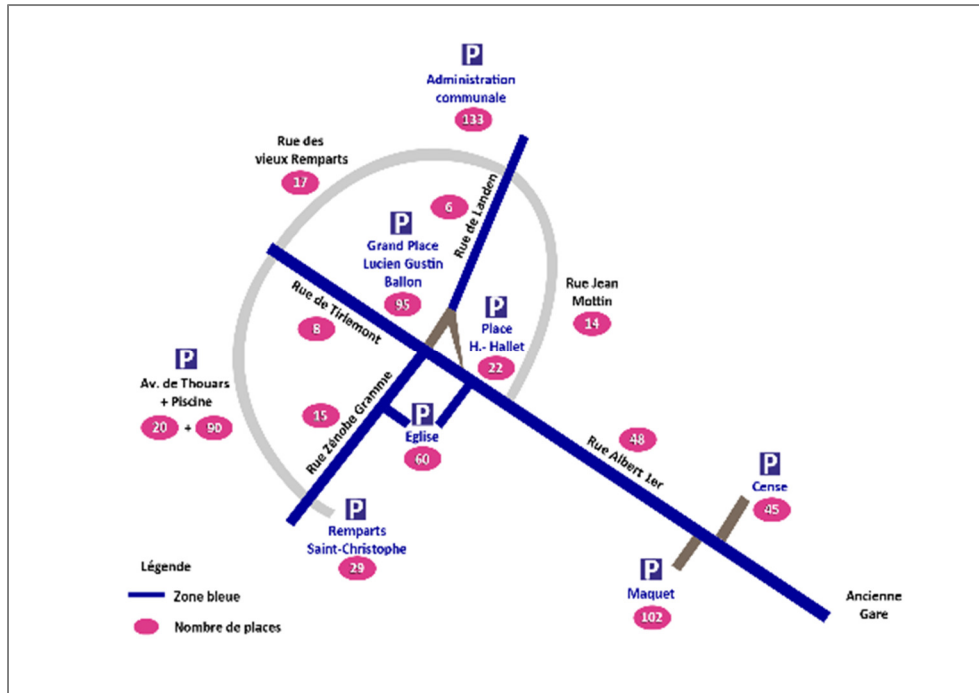 P
Administration
communale
133
Rue des
vieux Remparts
17
6
Rue de Landen
P
Grand Place
Lucien Gustin
Ballon
95
Rue de Tirlemont
8
P
Place
H.- Hallet
22
Rue Jean
Mottin
14
P
Av. de Thouars
+ Piscine
20 + 90
15
Rue Zénobe Gramme
P
Eglise
60
48
Rue Albert 1er
P
Cense
45
P
Remparts
Saint-Christophe
29
P
Maquet
102
Ancienne
Gare
Légende
Zone bleue
Nombre de places